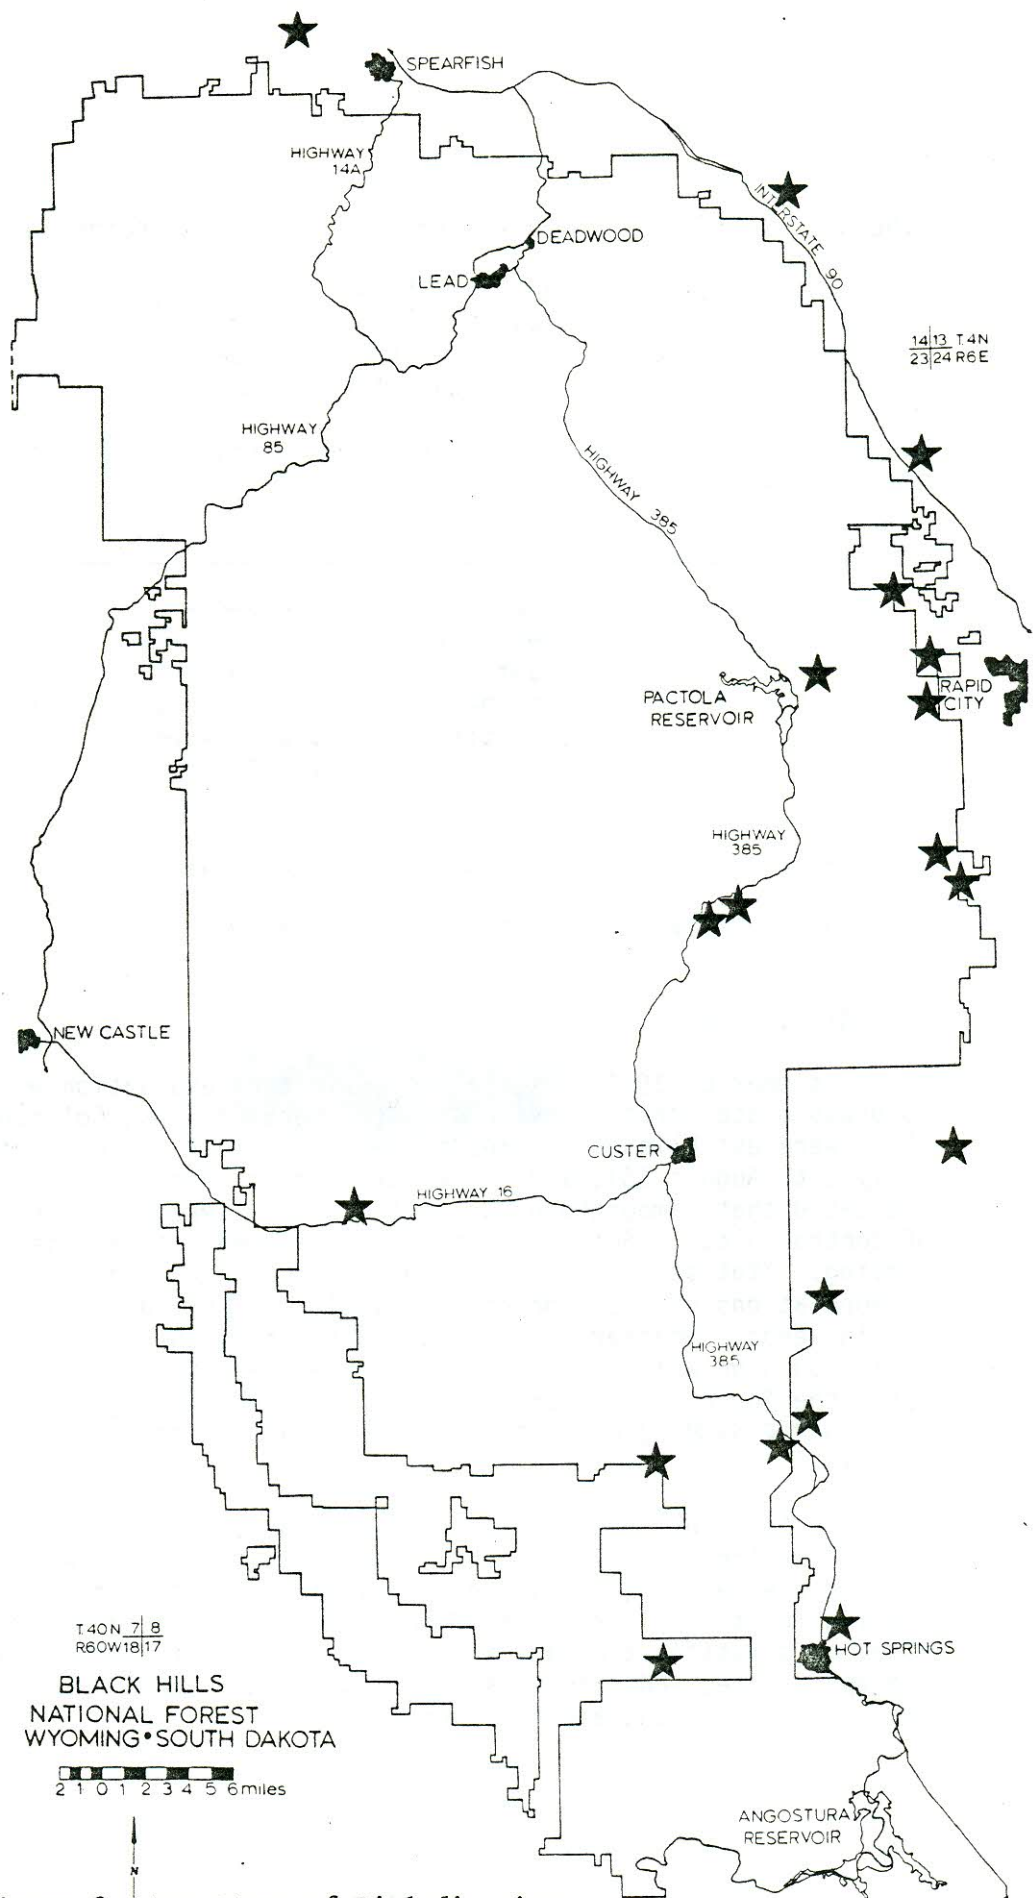 SPEARFISH
HIGHWAY
14A
INTERSTATE 90
DEADWOOD
LEAD
14 13 T.4N
23 24 R6E
HIGHWAY
85
HIGHWAY 385
PACTOLA
RESERVOIR
RAPID
CITY
HIGHWAY
385
NEW CASTLE
CUSTER
HIGHWAY 16
HIGHWAY
385
HOT SPRINGS
T.40N 7 8
R60W 18 17
BLACK HILLS
NATIONAL FOREST
WYOMING•SOUTH DAKOTA
2 1 0 1 2 3 4 5 6 miles
ANGOSTURA
RESERVOIR
N